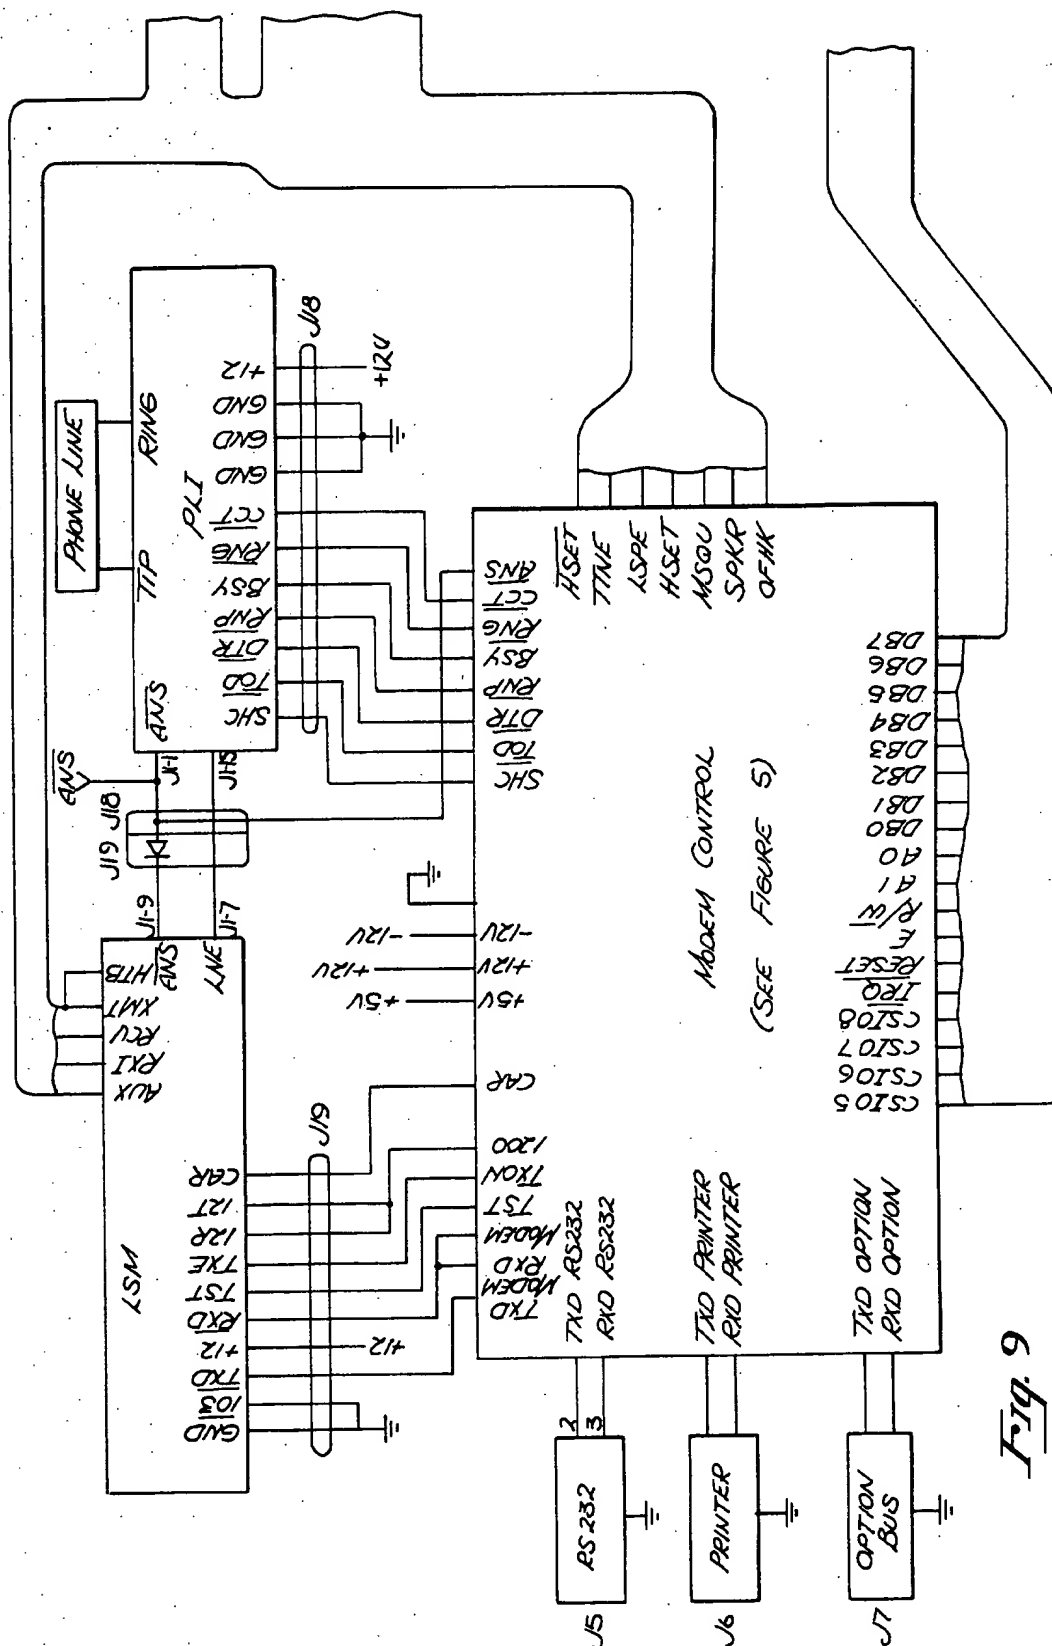 PHONE LINE
TIP
RING
PLI
ANS
J1-1
J1-5
SHC
TOD
DTR
RNP
BSY
RNG
CCT
GND
GND
GND
+12
J18
+12V
ANS
J19
J18
J1-9
J1-7
LSM
AUX
RXI
RCV
XMT
HTB
ANS
LNE
GND
103
TXD
+12
RXD
TST
TXE
12R
12T
CAR
+12
J19
MODEM CONTROL
(SEE FIGURE 5)
TXD
MODEM
RXD
MODEM
TST
TXON
1200
CAR
+5V
+12V
-12V
+5V
+12V
-12V
SHC
TOD
DTR
RNP
BSY
RNG
CCT
ANS
HSET
TINE
LSPE
HSET
MSQU
SPKR
OFHK
TXD RS232
RXD RS232
TXD PRINTER
RXD PRINTER
TXD OPTION
RXD OPTION
CSIO5
CSIO6
CSIO7
CSIO8
IRQ
RESET
E
R/W
A1
A0
DB0
DB1
DB2
DB3
DB4
DB5
DB6
DB7
2
3
RS232
J5
PRINTER
J6
OPTION
BUS
J7
Fig. 9